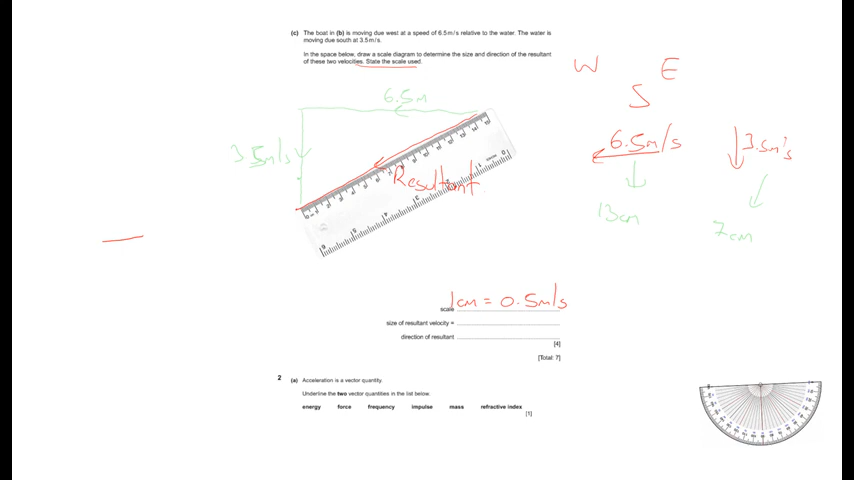 (c) The boat in (b) is moving due west at a speed of 6.5 m/s relative to the water. The water is
moving due south at 3.5 m/s.
In the space below, draw a scale diagram to determine the size and direction of the resultant
of these two velocities. State the scale used.
W E
S
6.5m
6.5m/s 3.5m/s
3.5m/s
Resultant
13cm
7cm
1cm = 0.5m/s
scale
size of resultant velocity =
direction of resultant
[4]
[Total: 7]
2 (a) Acceleration is a vector quantity
Underline the two vector quantities in the list below.
energy force frequency impulse mass refractive index
[1]